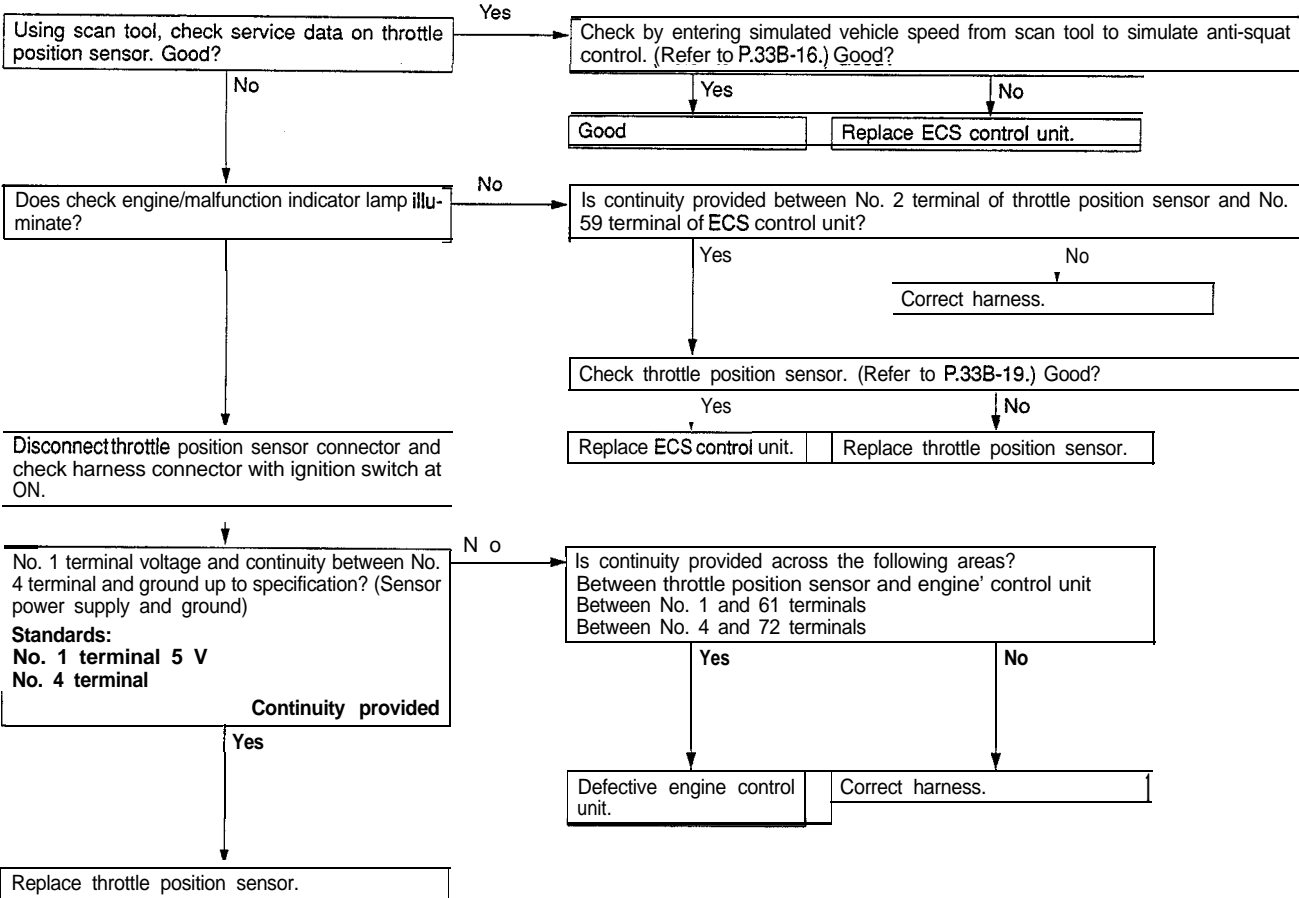 Using scan tool, check service data on throttle
position sensor. Good?
Yes
Check by entering simulated vehicle speed from scan tool to simulate anti-squat
control. (Refer to P.33B-16.) Good?
No
Yes
No
Good
Replace ECS control unit.
Does check engine/malfunction indicator lamp illu-
minate?
No
Is continuity provided between No. 2 terminal of throttle position sensor and No.
59 terminal of ECS control unit?
Yes
No
Correct harness.
Check throttle position sensor. (Refer to P.33B-19.) Good?
Yes
No
Replace ECS control unit.
Replace throttle position sensor.
Disconnect throttle position sensor connector and
check harness connector with ignition switch at
ON.
No. 1 terminal voltage and continuity between No.
4 terminal and ground up to specification? (Sensor
power supply and ground)
Standards:
No. 1 terminal 5 V
No. 4 terminal
Continuity provided
N o
Is continuity provided across the following areas?
Between throttle position sensor and engine' control unit
Between No. 1 and 61 terminals
Between No. 4 and 72 terminals
Yes
Yes
No
Defective engine control
unit.
Correct harness.
Replace throttle position sensor.